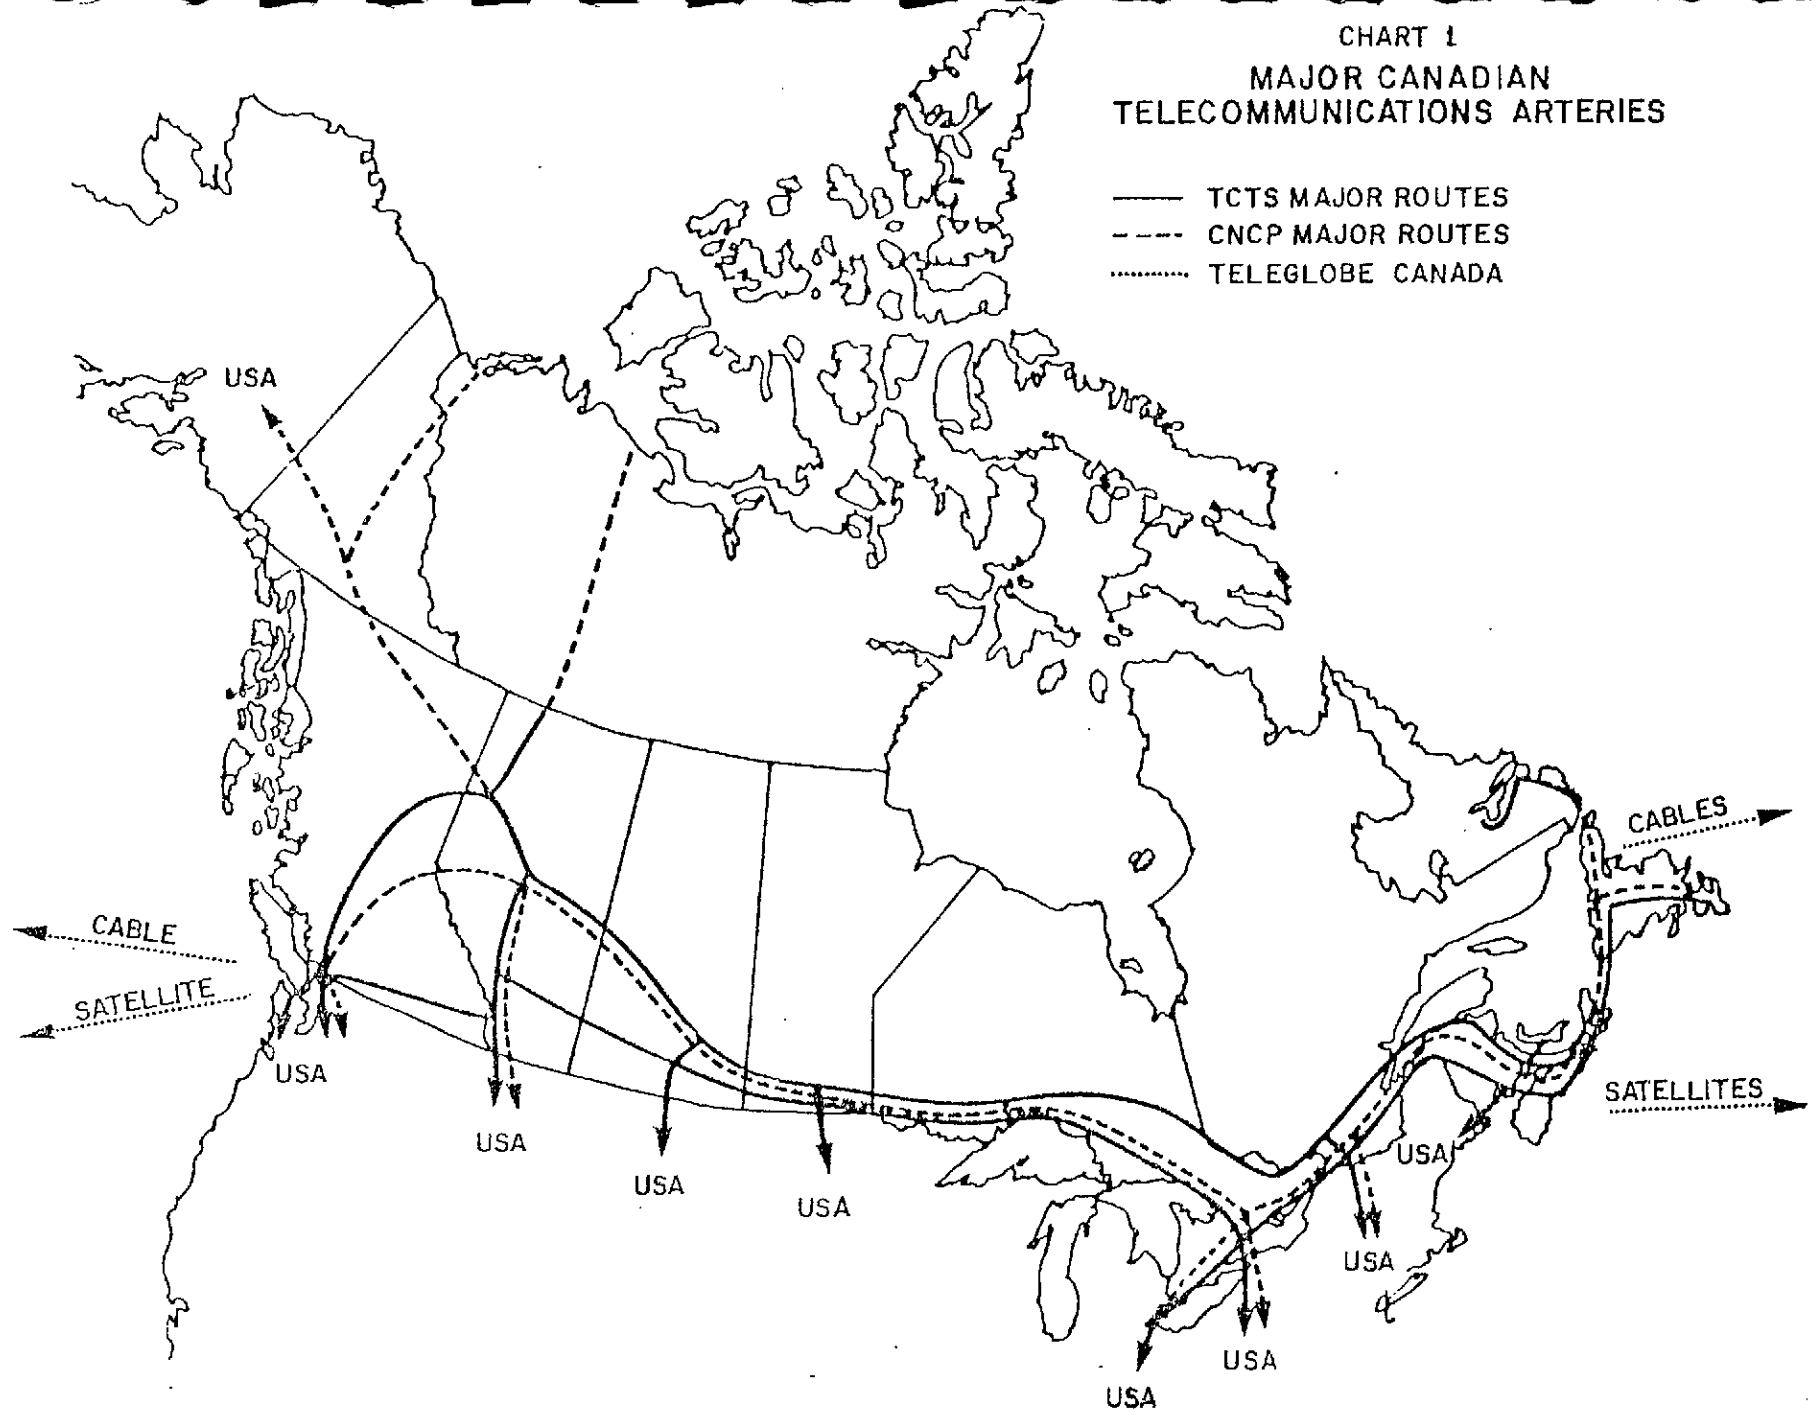 CHART 1
MAJOR CANADIAN
TELECOMMUNICATIONS ARTERIES
TCTS MAJOR ROUTES
CNCP MAJOR ROUTES
TELEGLOBE CANADA
USA
CABLES
CABLE
SATELLITE
USA
SATELLITES
USA
USA
USA
USA
USA
USA
USA